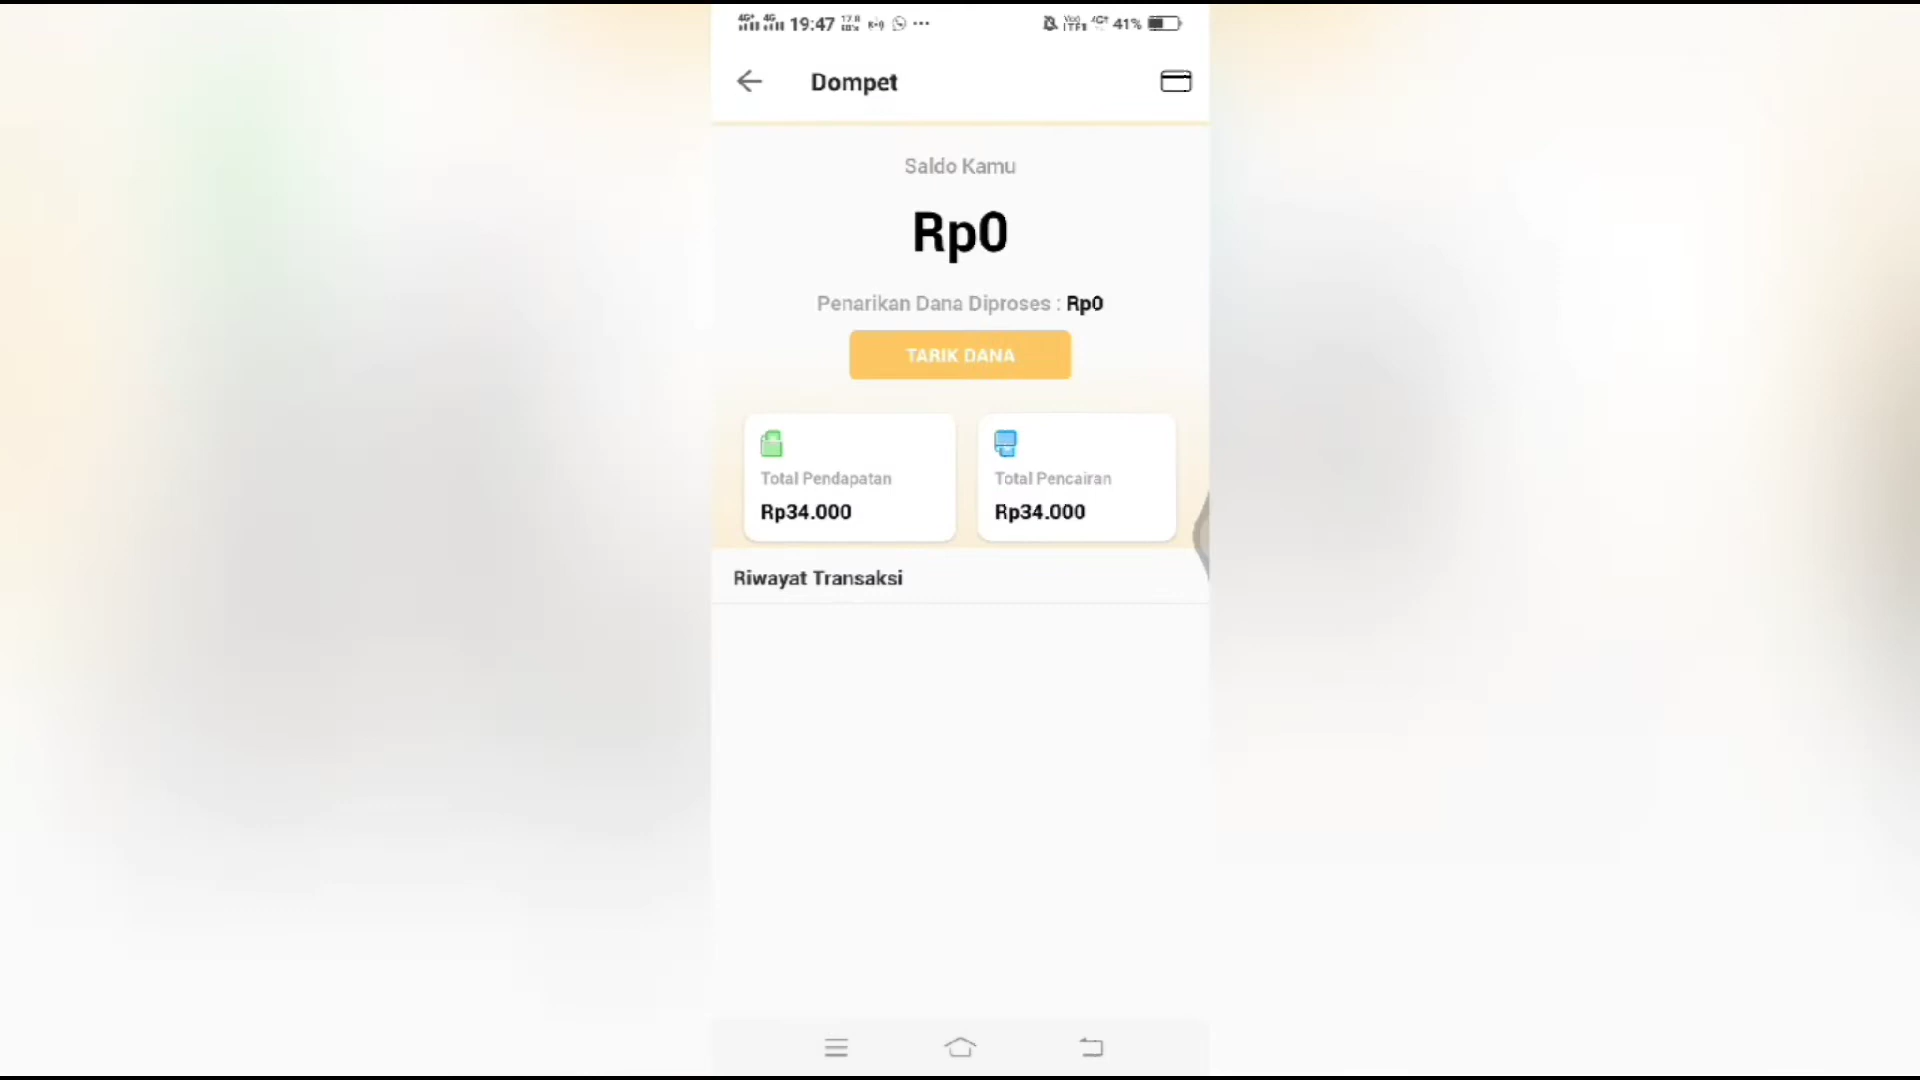 19:47 41%
Dompet
Saldo Kamu
Rp0
Penarikan Dana Diproses : Rp0
TARIK DANA
Total Pendapatan
Rp34.000
Total Pencairan
Rp34.000
Riwayat Transaksi